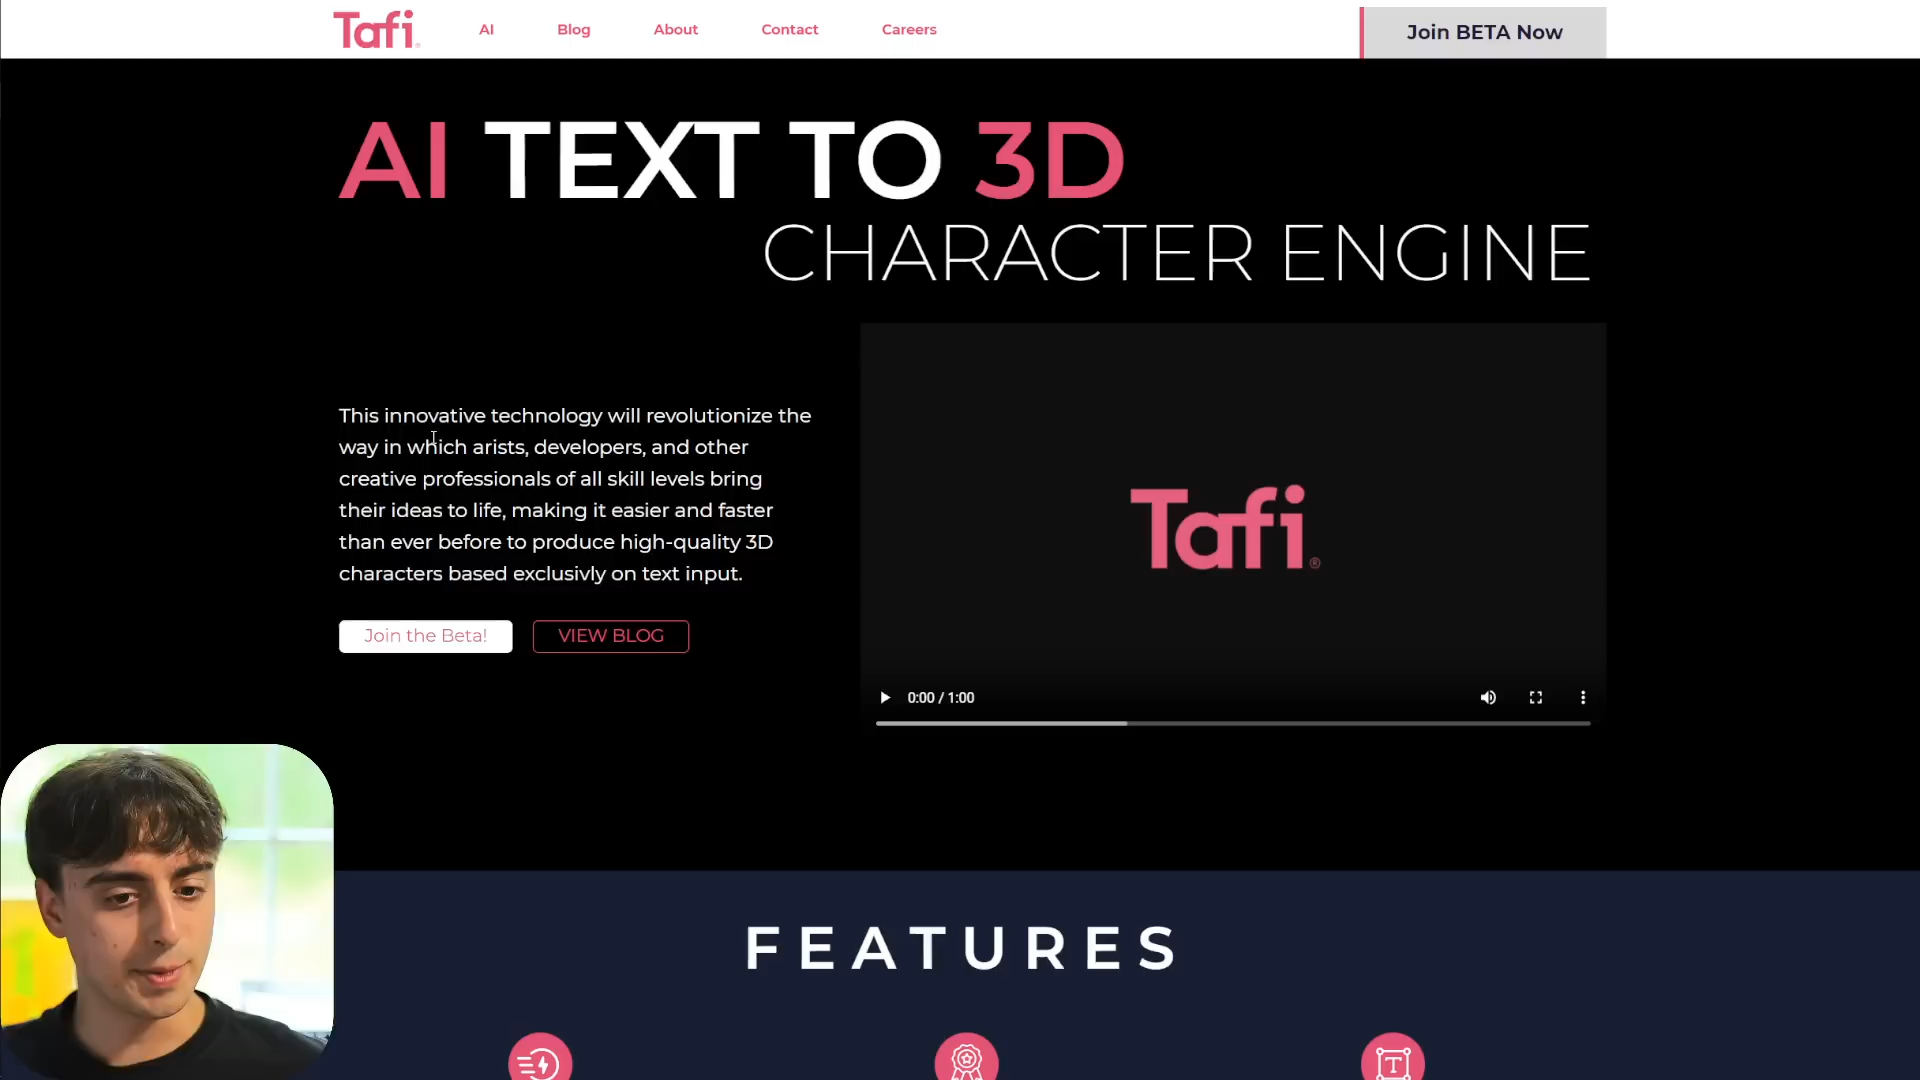 Tafi®
AI
Blog
About
Contact
Careers
Join BETA Now
AI TEXT TO 3D
CHARACTER ENGINE
This innovative technology will revolutionize the
way in which arists, developers, and other
creative professionals of all skill levels bring
their ideas to life, making it easier and faster
than ever before to produce high-quality 3D
characters based exclusivly on text input.
Join the Beta!
VIEW BLOG
Tafi®
0:00 / 1:00
FEATURES
T